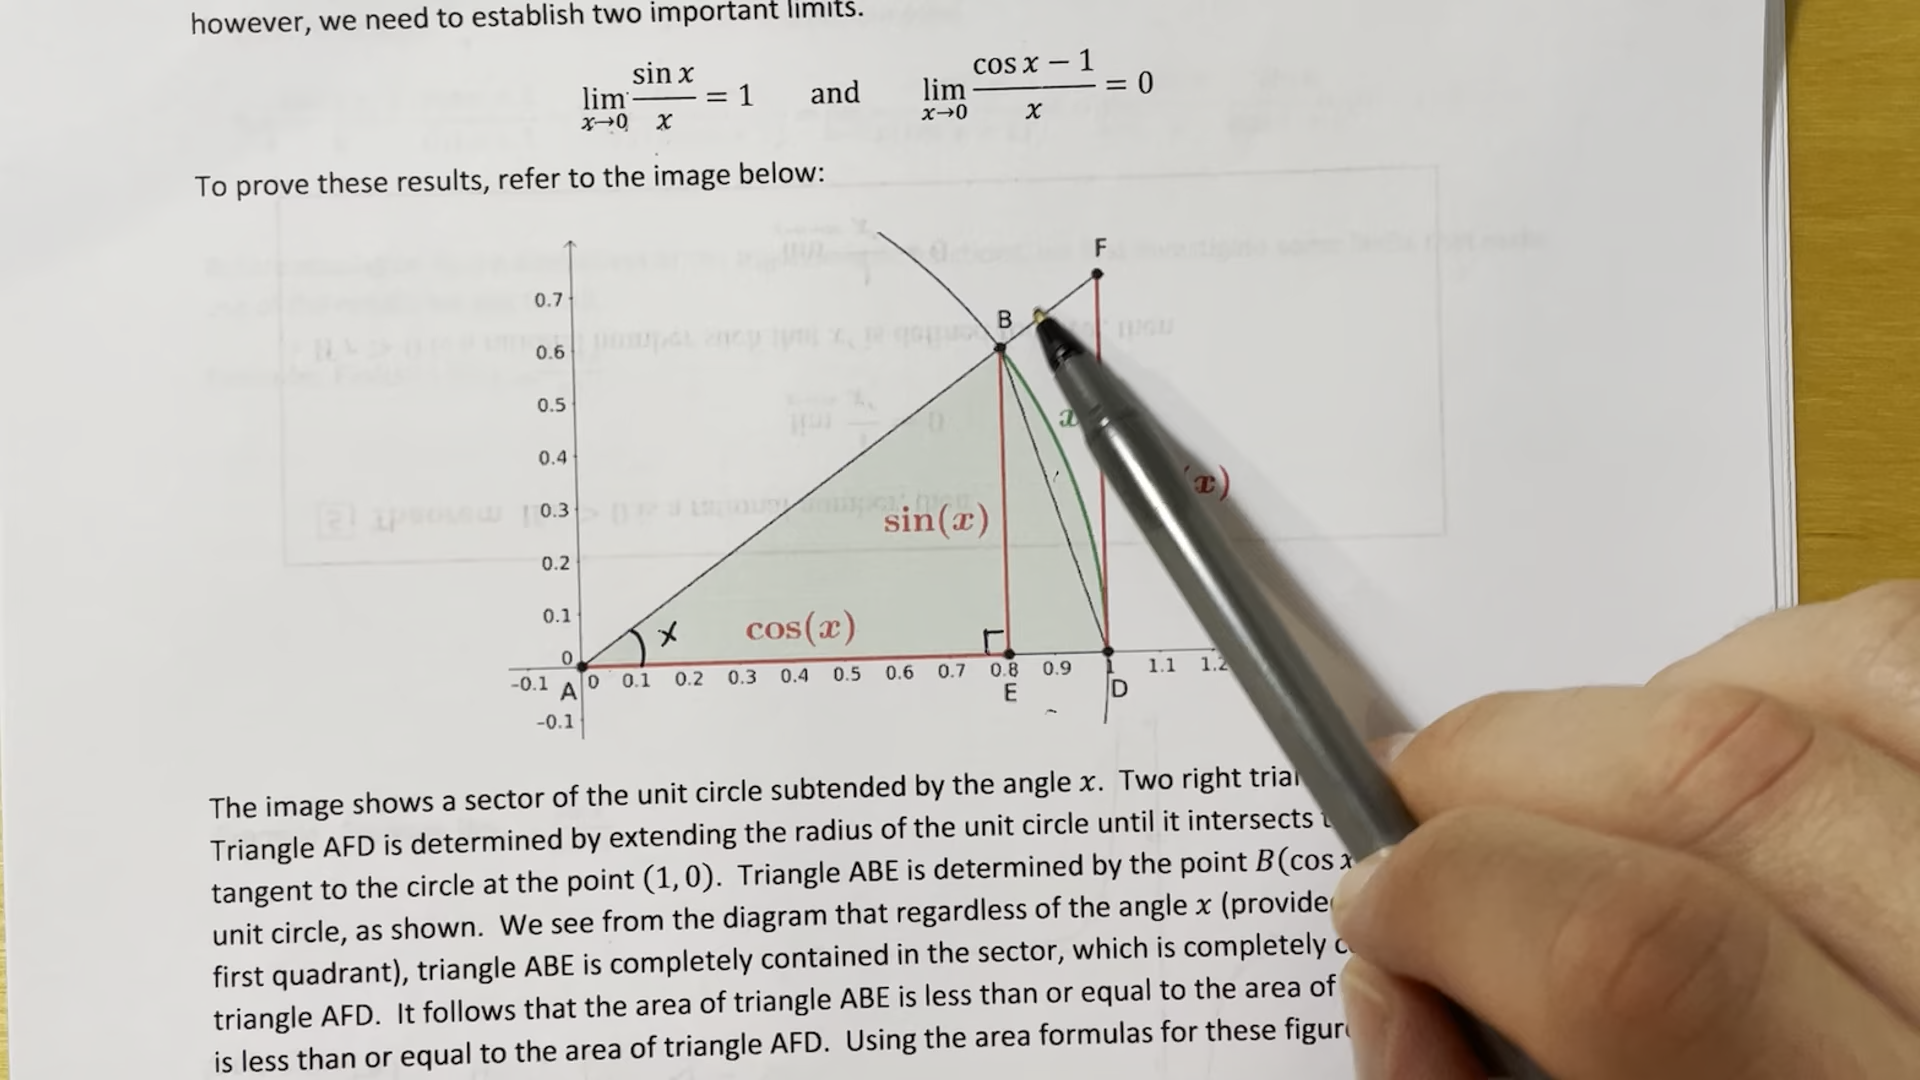 however, we need to establish two important limits.
lim x→0 sin x / x = 1 and lim x→0 cos x − 1 / x = 0
To prove these results, refer to the image below:
F
0.7
B
0.6
0.5
x
0.4
x)
0.3
sin(x)
0.2
0.1
x
cos(x)
0
-0.1 A 0 0.1 0.2 0.3 0.4 0.5 0.6 0.7 0.8 0.9 1 1.1 1.2
E D
-0.1
The image shows a sector of the unit circle subtended by the angle x. Two right
Triangle AFD is determined by extending the radius of the unit circle until it intersects
tangent to the circle at the point (1, 0). Triangle ABE is determined by the point B(cos x
unit circle, as shown. We see from the diagram that regardless of the angle x
first quadrant), triangle ABE is completely contained in the sector, which is completely
triangle AFD. It follows that the area of triangle ABE is less than or equal to the area of
is less than or equal to the area of triangle AFD. Using the area formulas for these